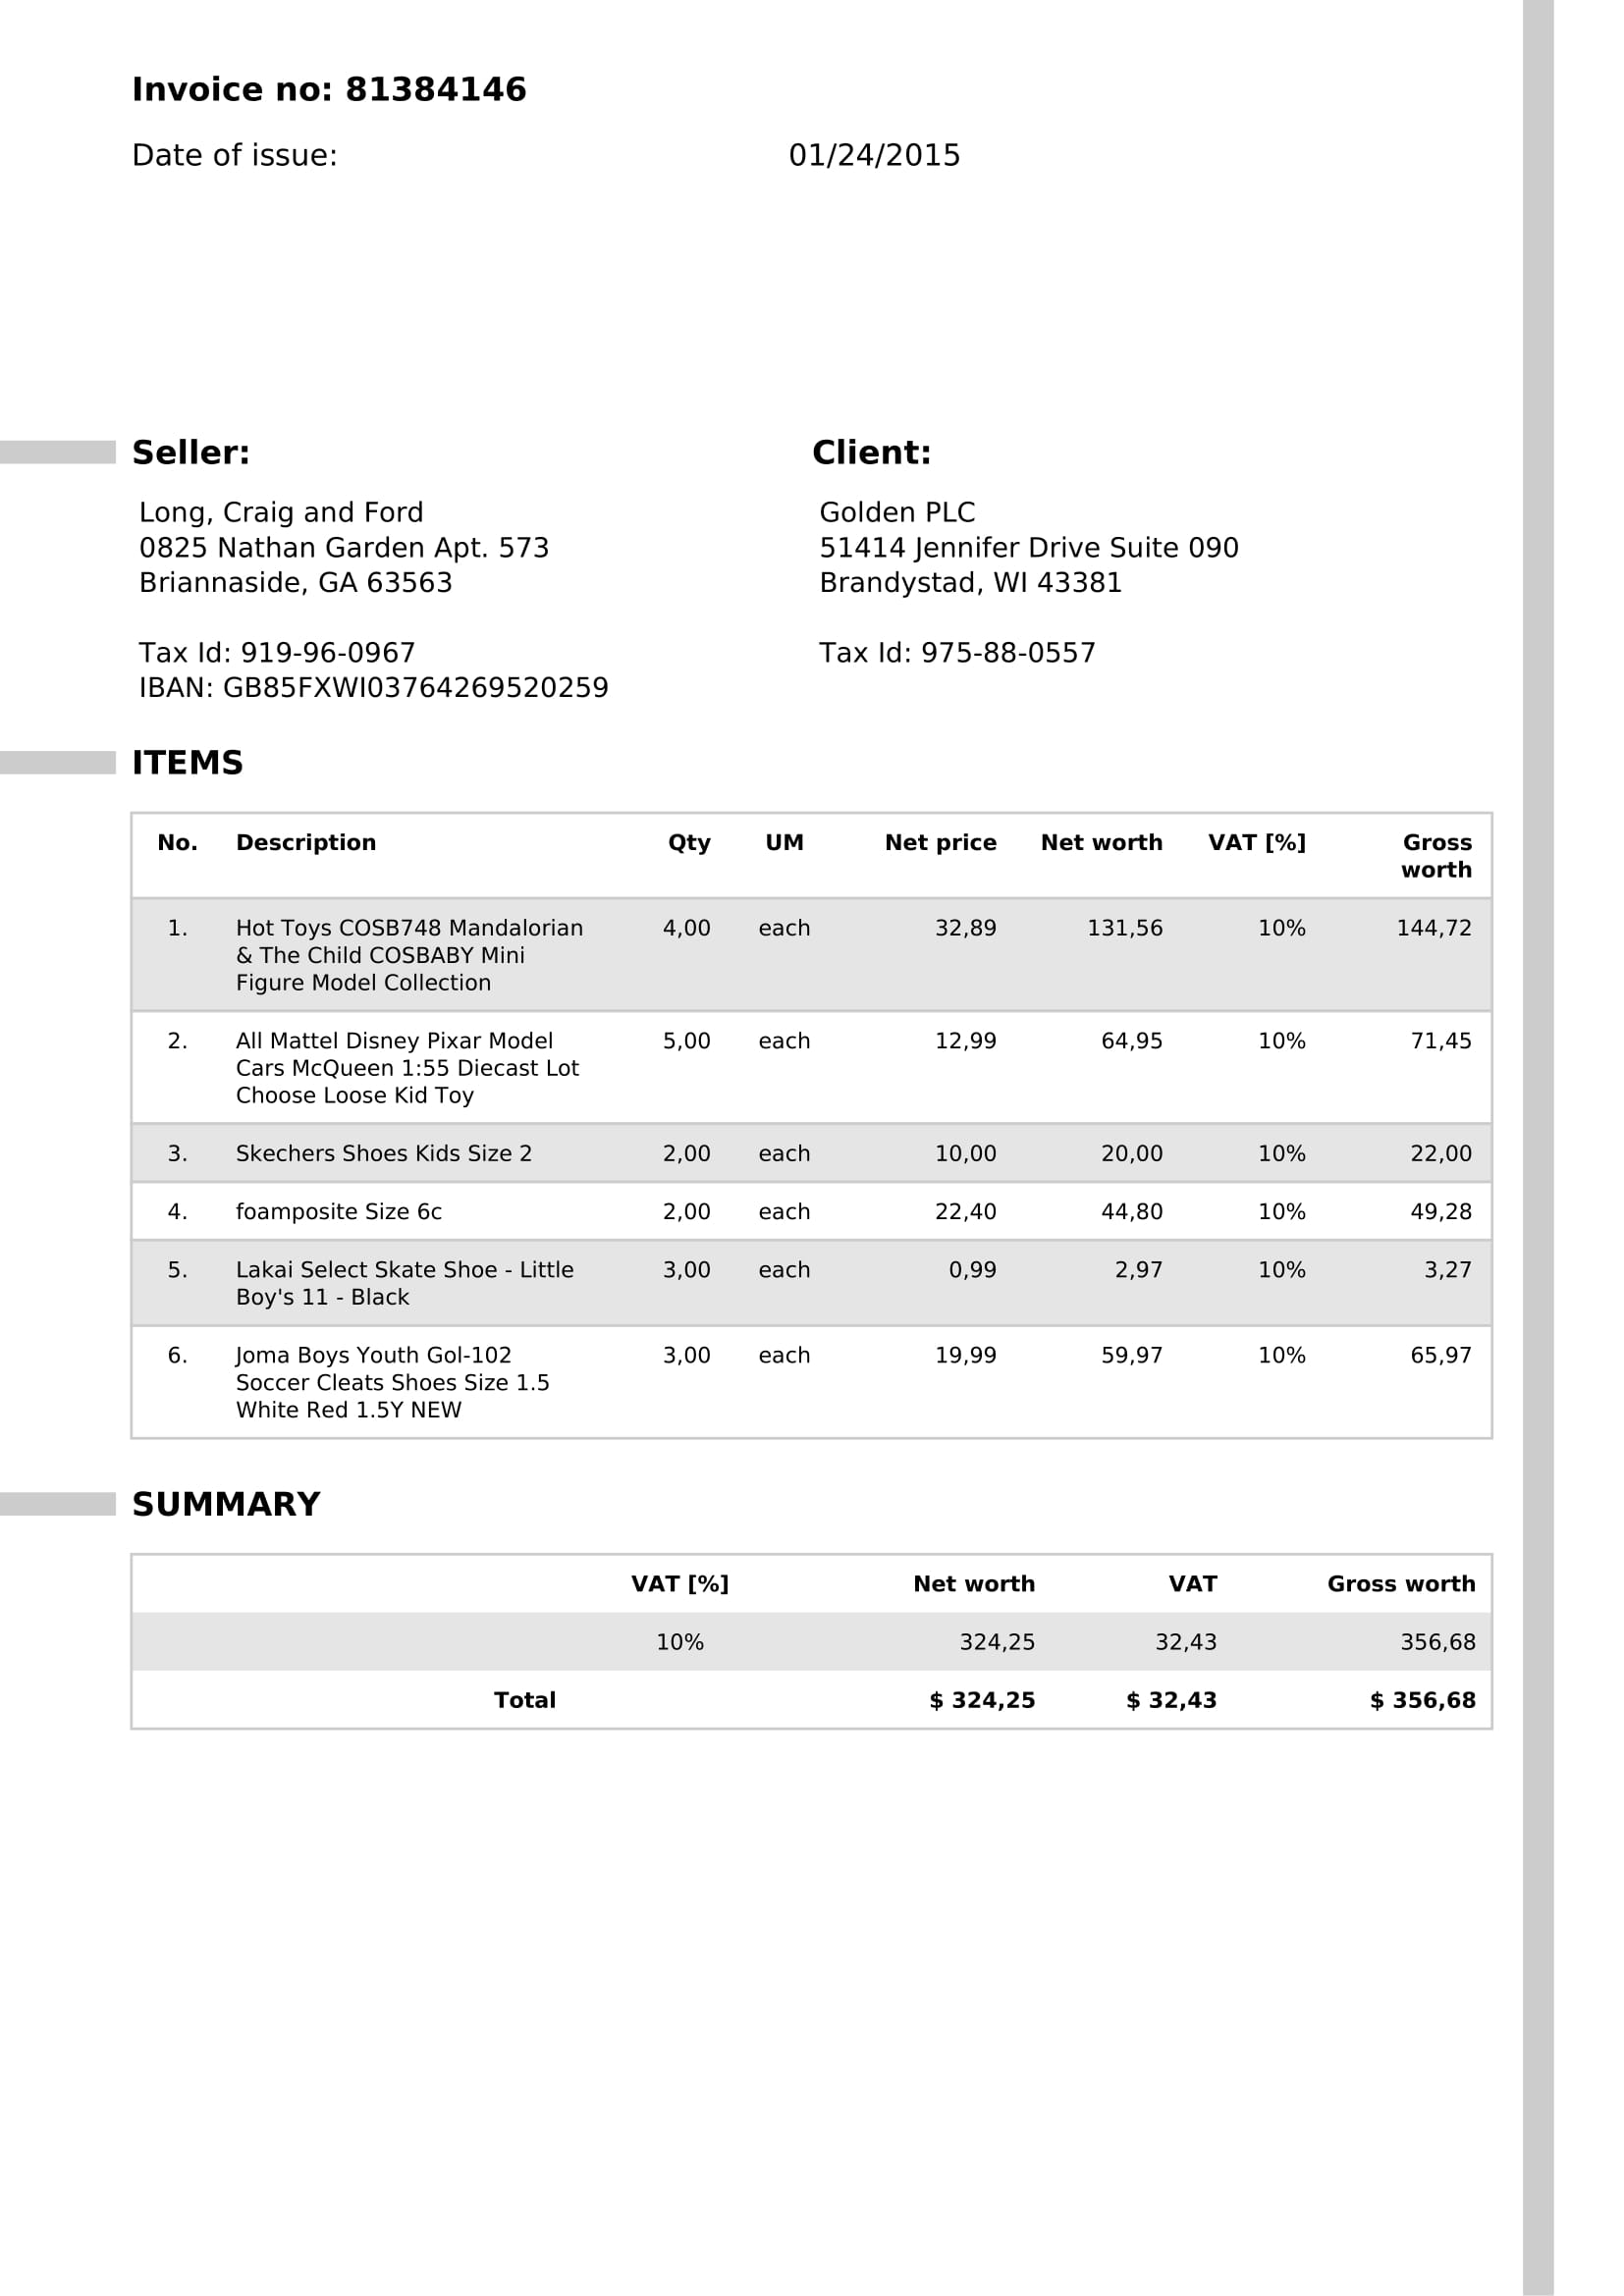 Invoice no: 81384146
Date of issue: 01/24/2015
Seller:
Long, Craig and Ford
0825 Nathan Garden Apt. 573
Briannaside, GA 63563
Tax Id: 919-96-0967
IBAN: GB85FXWI03764269520259
Client:
Golden PLC
51414 Jennifer Drive Suite 090
Brandystad, WI 43381
Tax Id: 975-88-0557
ITEMS
No. Description Qty UM Net price Net worth VAT [%] Gross
worth
1. Hot Toys COSB748 Mandalorian 4,00 each 32,89 131,56 10% 144,72
& The Child COSBABY Mini
Figure Model Collection
2. All Mattel Disney Pixar Model 5,00 each 12,99 64,95 10% 71,45
Cars McQueen 1:55 Diecast Lot
Choose Loose Kid Toy
3. Skechers Shoes Kids Size 2 2,00 each 10,00 20,00 10% 22,00
4. foamposite Size 6c 2,00 each 22,40 44,80 10% 49,28
5. Lakai Select Skate Shoe - Little 3,00 each 0,99 2,97 10% 3,27
Boy's 11 - Black
6. Joma Boys Youth Gol-102 3,00 each 19,99 59,97 10% 65,97
Soccer Cleats Shoes Size 1.5
White Red 1.5Y NEW
SUMMARY
VAT [%] Net worth VAT Gross worth
10% 324,25 32,43 356,68
Total $ 324,25 $ 32,43 $ 356,68